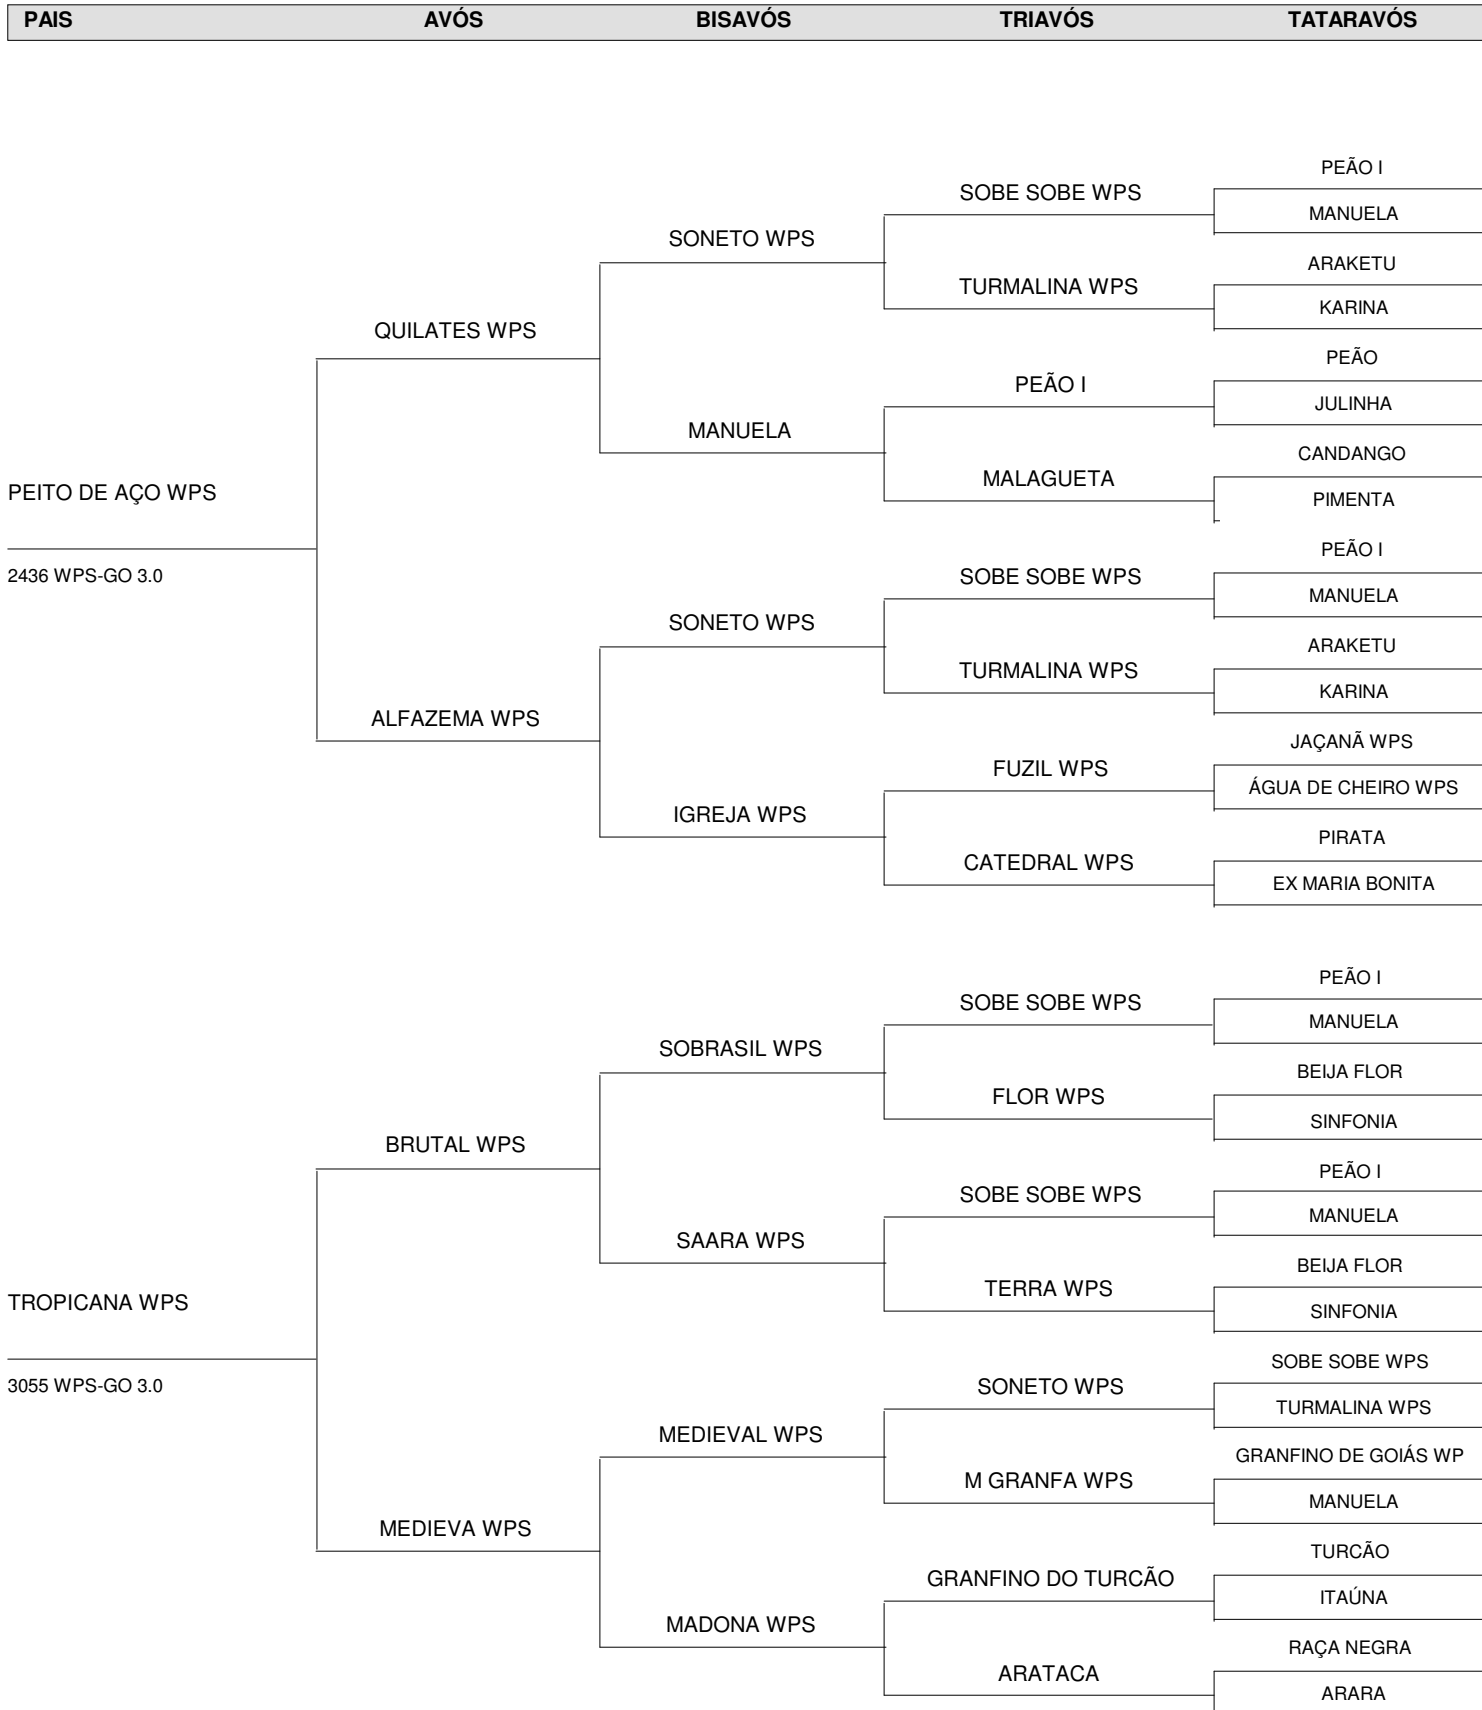 PAIS AVÓS BISAVÓS TRIAVÓS TATARAVÓS
PEÃO I
SOBE SOBE WPS
MANUELA
SONETO WPS
ARAKETU
TURMALINA WPS
KARINA
QUILATES WPS
PEÃO
PEÃO I
JULINHA
MANUELA
CANDANGO
MALAGUETA
PEITO DE AÇO WPS
PIMENTA
PEÃO I
2436 WPS-GO 3.0
SOBE SOBE WPS
MANUELA
SONETO WPS
ARAKETU
TURMALINA WPS
KARINA
ALFAZEMA WPS
JAÇANÃ WPS
FUZIL WPS
ÁGUA DE CHEIRO WPS
IGREJA WPS
PIRATA
CATEDRAL WPS
EX MARIA BONITA
PEÃO I
SOBE SOBE WPS
MANUELA
SOBRASIL WPS
BEIJA FLOR
FLOR WPS
SINFONIA
BRUTAL WPS
PEÃO I
SOBE SOBE WPS
MANUELA
SAARA WPS
BEIJA FLOR
TERRA WPS
TROPICANA WPS
SINFONIA
SOBE SOBE WPS
3055 WPS-GO 3.0
SONETO WPS
TURMALINA WPS
MEDIEVAL WPS
GRANFINO DE GOIÁS WP
M GRANFA WPS
MANUELA
MEDIEVA WPS
TURCÃO
GRANFINO DO TURCÃO
ITAÚNA
MADONA WPS
RAÇA NEGRA
ARATACA
ARARA